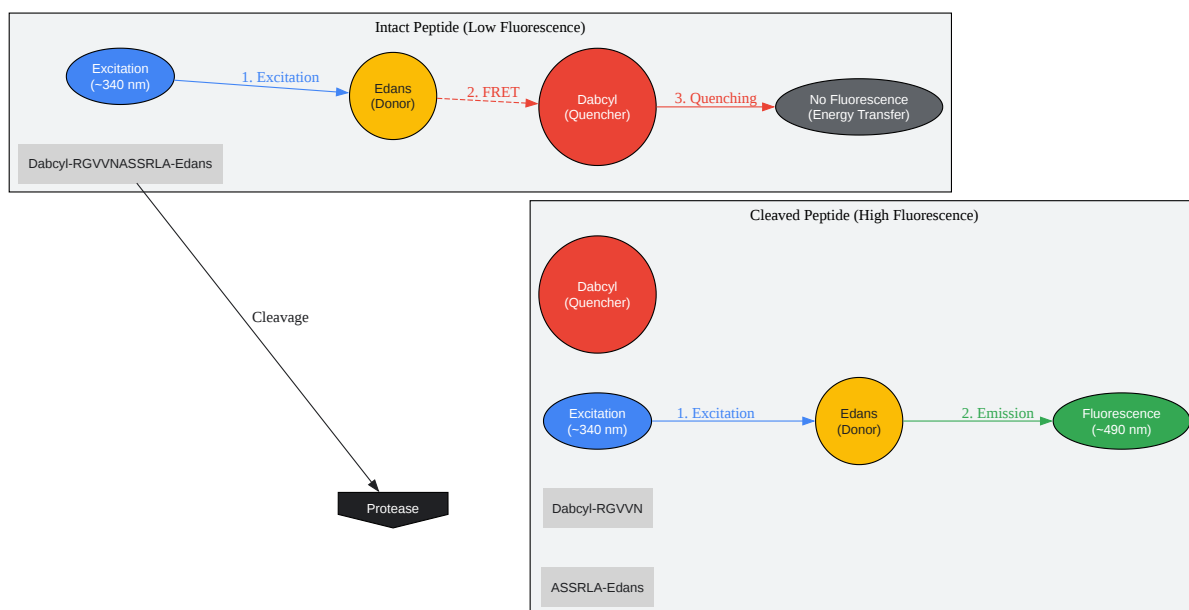 Intact Peptide (Low Fluorescence)
Excitation
(~340 nm)
1. Excitation
Edans
(Donor)
2. FRET
Dabcyl
(Quencher)
3. Quenching
No Fluorescence
(Energy Transfer)
Dabcyl-RGVVNASSRLA-Edans
Cleavage
Protease
Cleaved Peptide (High Fluorescence)
Dabcyl
(Quencher)
Excitation
(~340 nm)
1. Excitation
Edans
(Donor)
2. Emission
Fluorescence
(~490 nm)
Dabcyl-RGVVN
ASSRLA-Edans